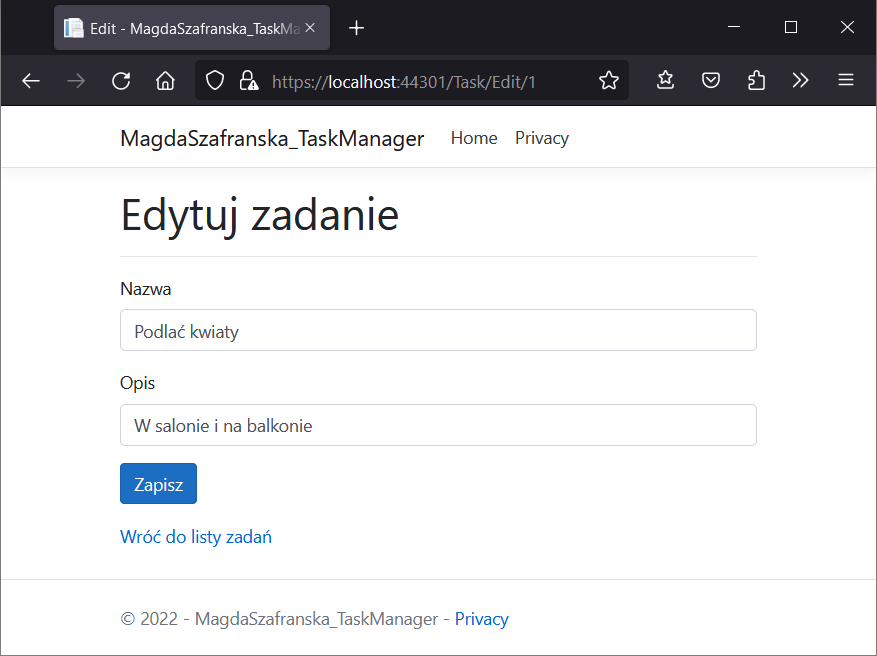 Edit - MagdaSzafranska_TaskMa
https://localhost:44301/Task/Edit/1
MagdaSzafranska_TaskManager Home Privacy
Edytuj zadanie
Nazwa
Podlać kwiaty
Opis
W salonie i na balkonie
Zapisz
Wróć do listy zadań
© 2022 - MagdaSzafranska_TaskManager - Privacy